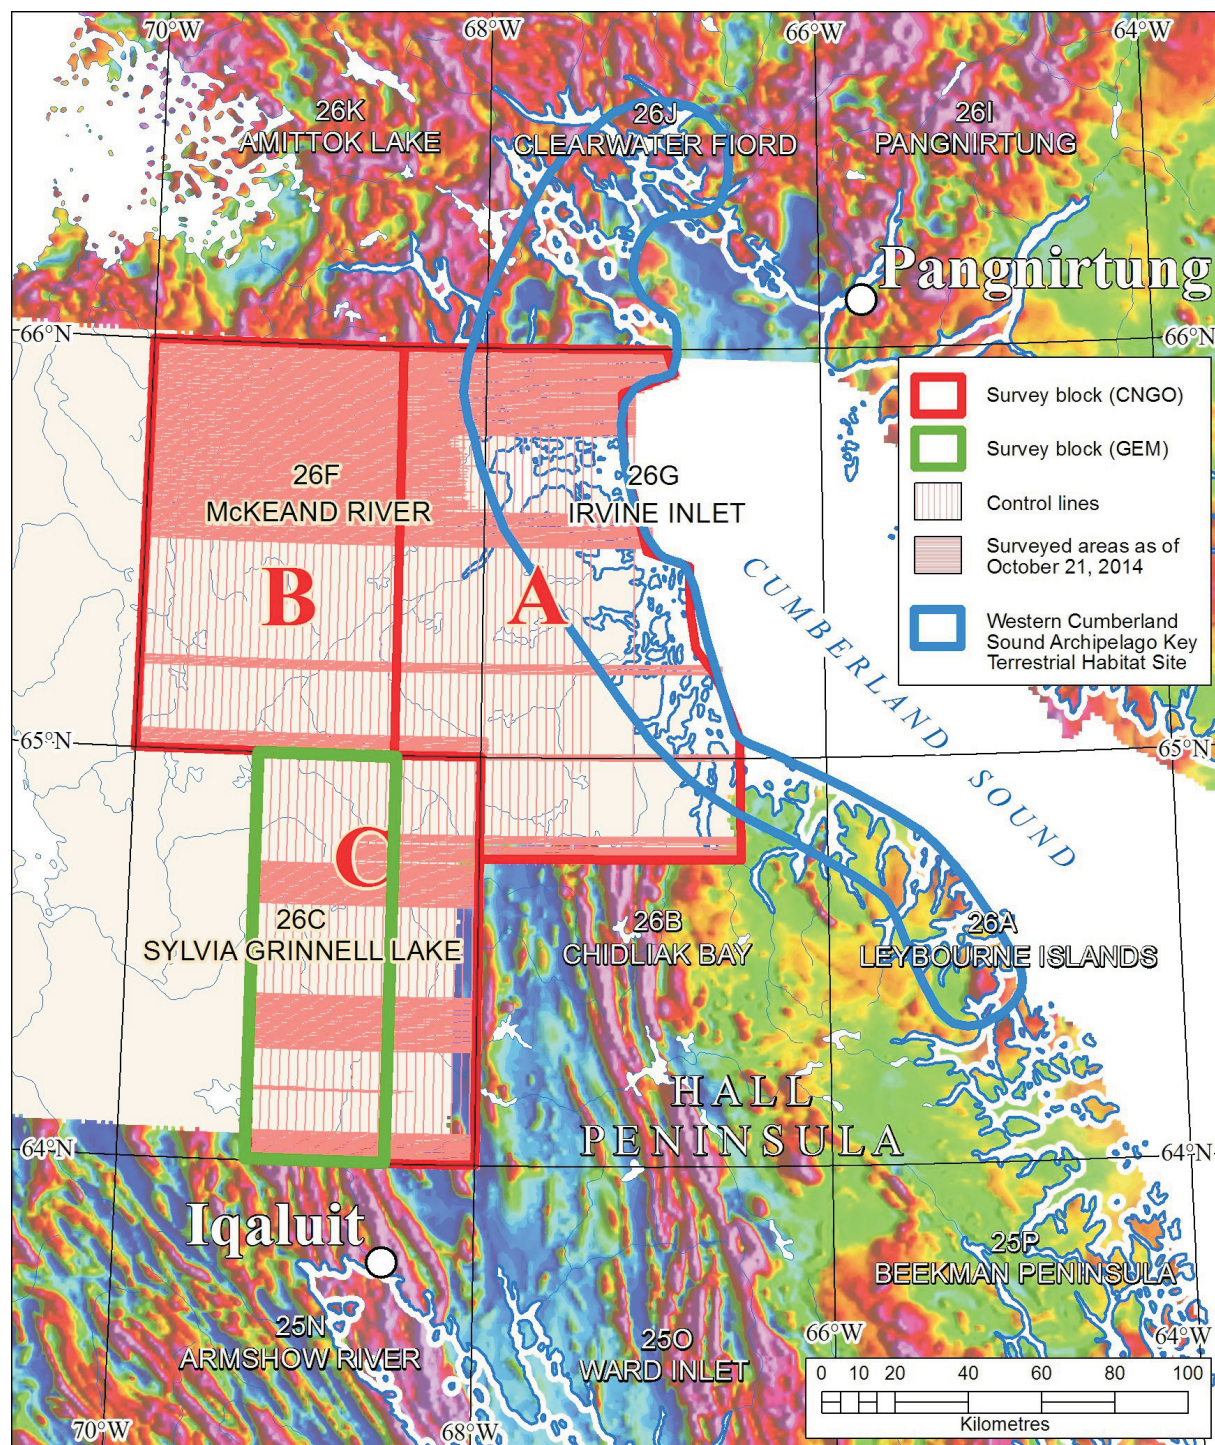 70°W
68°W
66°W
64°W
26K
AMITTOK LAKE
26J
CLEARWATER FIORD
26I
PANGNIRTUNG
Pangnirtung
66°N
66°N
Survey block (CNGO)
Survey block (GEM)
Control lines
Surveyed areas as of
October 21, 2014
Western Cumberland
Sound Archipelago Key
Terrestrial Habitat Site
26F
McKEAND RIVER
26G
IRVINE INLET
B
A
CUMBERLAND
SOUND
65°N
65°N
C
26C
SYLVIA GRINNELL LAKE
26B
CHIDLIAK BAY
26A
LEYBOURNE ISLANDS
HALL
PENINSULA
64°N
64°N
Iqaluit
25P
BEEKMAN PENINSULA
25N
ARMSHOW RIVER
25O
WARD INLET
66°W
64°W
0 10 20 40 60 80 100
Kilometres
70°W
68°W